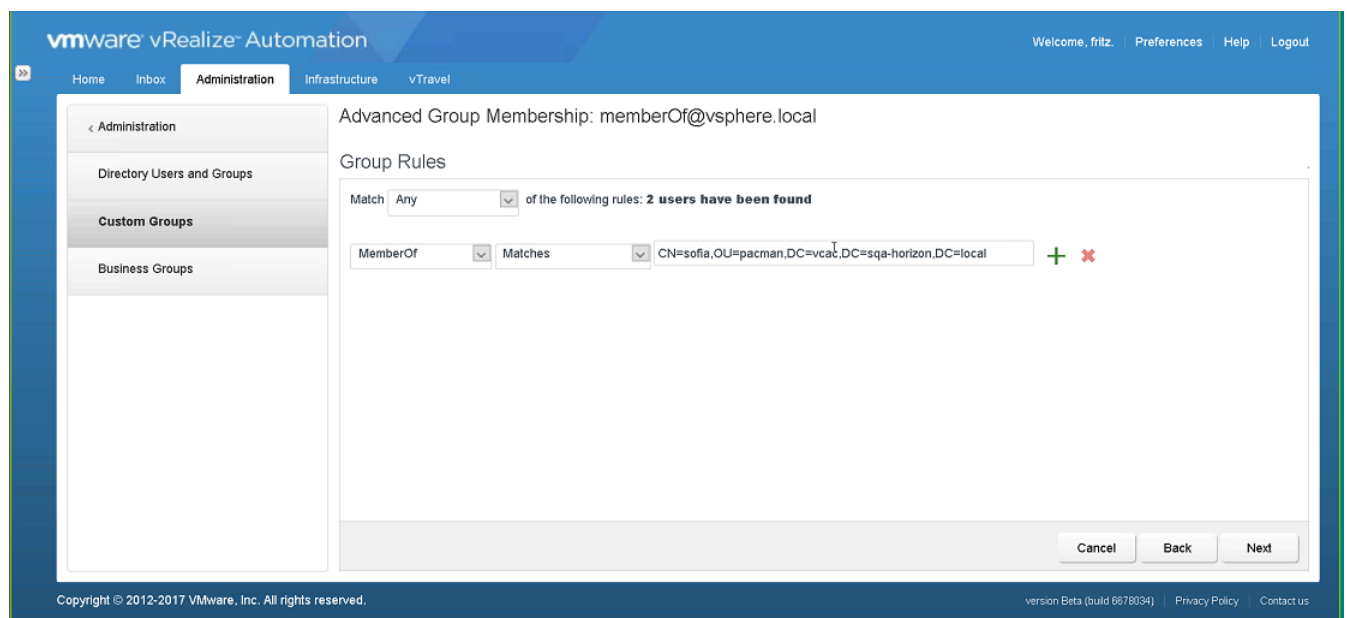 vmware vRealize™ Automation
Welcome, fritz. Preferences Help Logout
Home Inbox Administration Infrastructure vTravel
< Administration
Directory Users and Groups
Custom Groups
Business Groups
Advanced Group Membership: memberOf@vsphere.local
Group Rules
Match Any of the following rules: 2 users have been found
MemberOf Matches CN=sofia,OU=pacman,DC=vcac,DC=sqa-horizon,DC=local
Cancel Back Next
Copyright © 2012-2017 VMware, Inc. All rights reserved.
version Beta (build 6678034) Privacy Policy Contact us